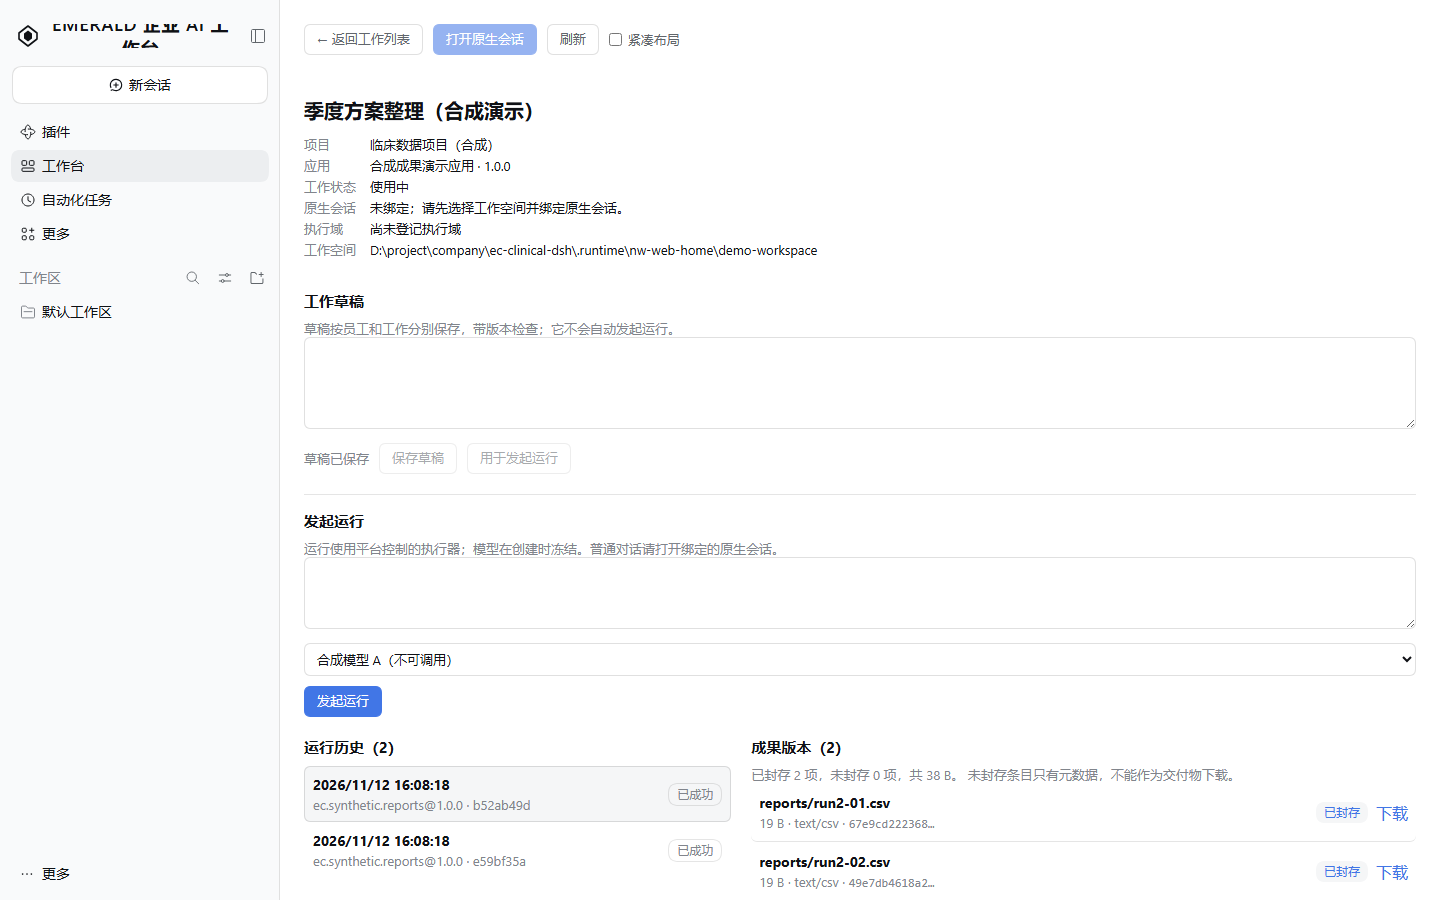 EMERALD 企业 AI 工
作台
新会话
插件
工作台
自动化任务
更多
工作区
默认工作区
更多
← 返回工作列表
打开原生会话
刷新
紧凑布局
季度方案整理（合成演示）
项目 临床数据项目（合成）
应用 合成成果演示应用 · 1.0.0
工作状态 使用中
原生会话 未绑定；请先选择工作空间并绑定原生会话。
执行域 尚未登记执行域
工作空间 D:\project\company\ec-clinical-dsh\.runtime\nw-web-home\demo-workspace
工作草稿
草稿按员工和工作分别保存，带版本检查；它不会自动发起运行。
草稿已保存 保存草稿 用于发起运行
发起运行
运行使用平台控制的执行器；模型在创建时冻结。普通对话请打开绑定的原生会话。
合成模型 A（不可调用）
发起运行
运行历史（2）
2026/11/12 16:08:18
ec.synthetic.reports@1.0.0 · b52ab49d
已成功
2026/11/12 16:08:18
ec.synthetic.reports@1.0.0 · e59bf35a
已成功
成果版本（2）
已封存 2 项，未封存 0 项，共 38 B。 未封存条目只有元数据，不能作为交付物下载。
reports/run2-01.csv
19 B · text/csv · 67e9cd222368…
已封存 下载
reports/run2-02.csv
19 B · text/csv · 49e7db4618a2…
已封存 下载